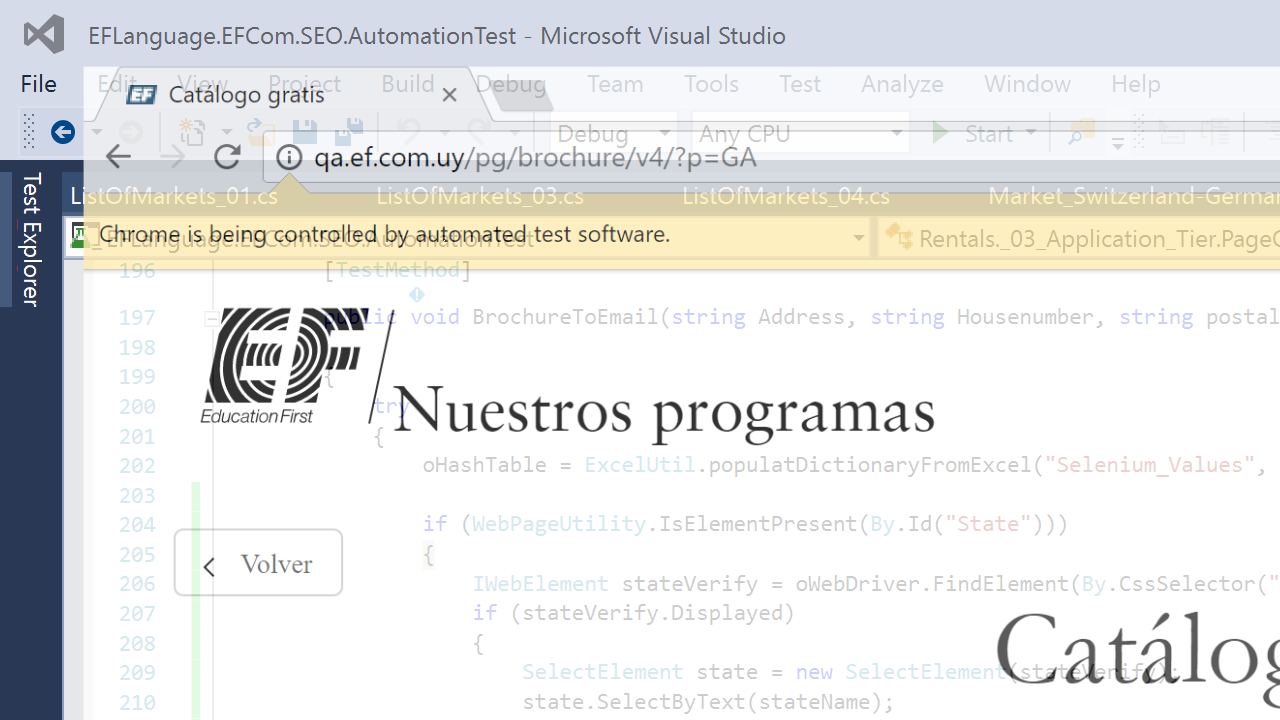 EFLanguage.EFCom.SEO.AutomationTest - Microsoft Visual Studio
File Edit View Project Build Debug Team Tools Test Analyze Window Help
EF Catálogo gratis
Debug Any CPU Start
qa.ef.com.uy/pg/brochure/v4/?p=GA
Test Explorer
ListOfMarkets_01.cs ListOfMarkets_03.cs ListOfMarkets_04.cs Market_Switzerland-German
Chrome is being controlled by automated test software.
EFLanguage.EFCom.SEO.AutomationTest Rentals._03_Application_Tier.PageO
196 [TestMethod]
197 public void BrochureToEmail(string Address, string Housenumber, string postal
198
199 {
200 try
201 {
202 oHashTable = ExcelUtil.populatDictionaryFromExcel("Selenium_Values",
203
204 if (WebPageUtility.IsElementPresent(By.Id("State")))
205 {
206 IWebElement stateVerify = oWebDriver.FindElement(By.CssSelector("
207 if (stateVerify.Displayed)
208 {
209 SelectElement state = new SelectElement(stateVerify);
210 state.SelectByText(stateName);
EF
Education First
Nuestros programas
Volver
Catálog